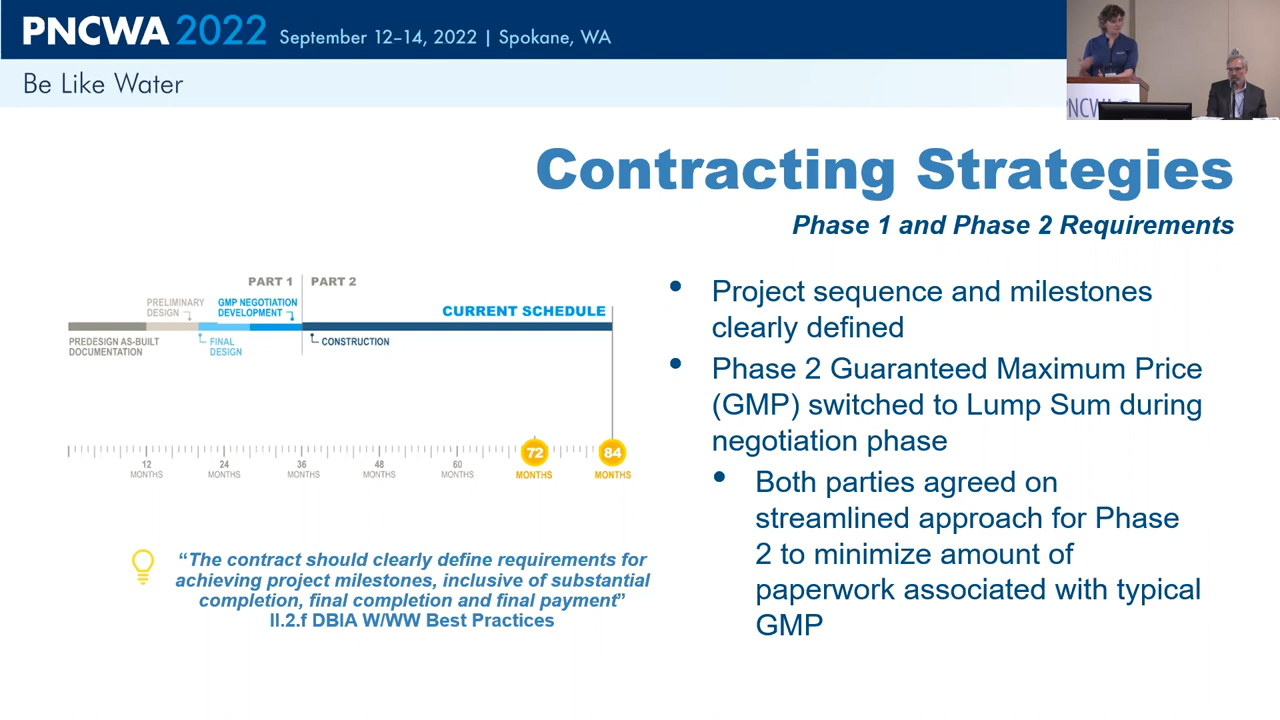 PNCWA 2022 September 12–14, 2022 | Spokane, WA
Be Like Water
PNCWA
Contracting Strategies
Phase 1 and Phase 2 Requirements
PART 1 PART 2
PRELIMINARY
DESIGN
GMP NEGOTIATION
DEVELOPMENT
CURRENT SCHEDULE
PREDESIGN AS-BUILT
DOCUMENTATION
FINAL
DESIGN
CONSTRUCTION
12 24 36 48 60 72 84
MONTHS MONTHS MONTHS MONTHS MONTHS MONTHS MONTHS
“The contract should clearly define requirements for
achieving project milestones, inclusive of substantial
completion, final completion and final payment”
II.2.f DBIA W/WW Best Practices
• Project sequence and milestones
clearly defined
• Phase 2 Guaranteed Maximum Price
(GMP) switched to Lump Sum during
negotiation phase
• Both parties agreed on
streamlined approach for Phase
2 to minimize amount of
paperwork associated with typical
GMP